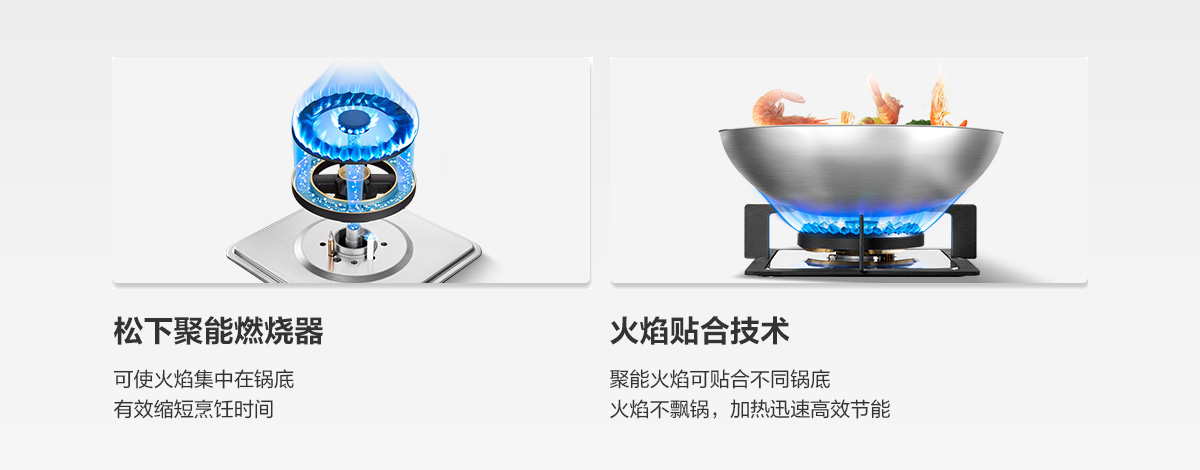 松下聚能燃烧器
可使火焰集中在锅底
有效缩短烹饪时间
火焰贴合技术
聚能火焰可贴合不同锅底
火焰不飘锅，加热迅速高效节能